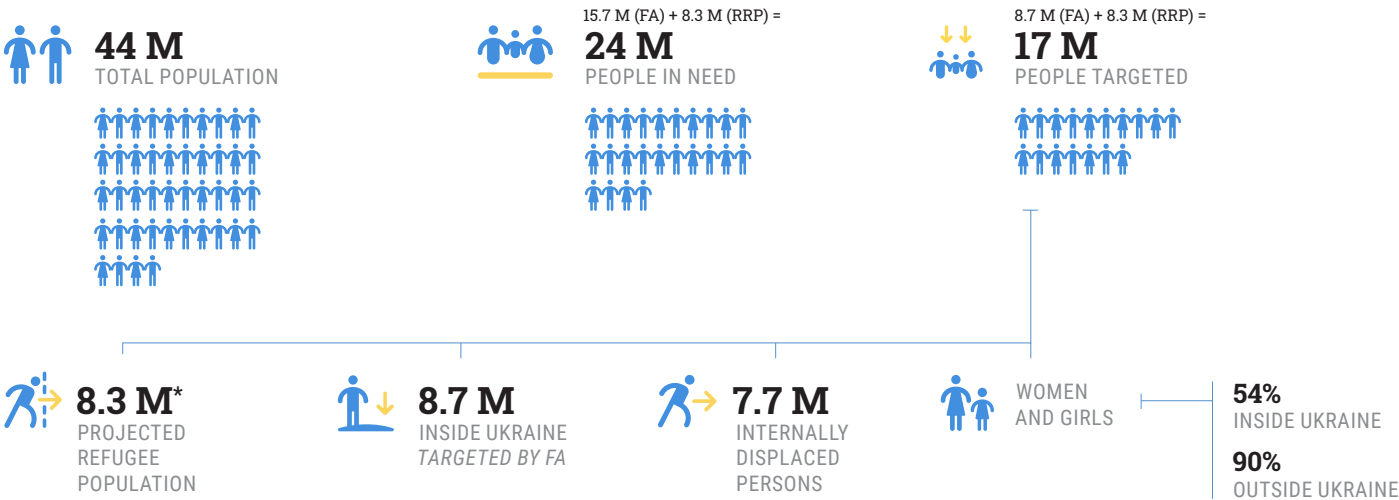 44 M
TOTAL POPULATION
15.7 M (FA) + 8.3 M (RRP) =
24 M
PEOPLE IN NEED
8.7 M (FA) + 8.3 M (RRP) =
17 M
PEOPLE TARGETED
8.3 M*
PROJECTED
REFUGEE
POPULATION
8.7 M
INSIDE UKRAINE
TARGETED BY FA
7.7 M
INTERNALLY
DISPLACED
PERSONS
WOMEN
AND GIRLS
54%
INSIDE UKRAINE
90%
OUTSIDE UKRAINE